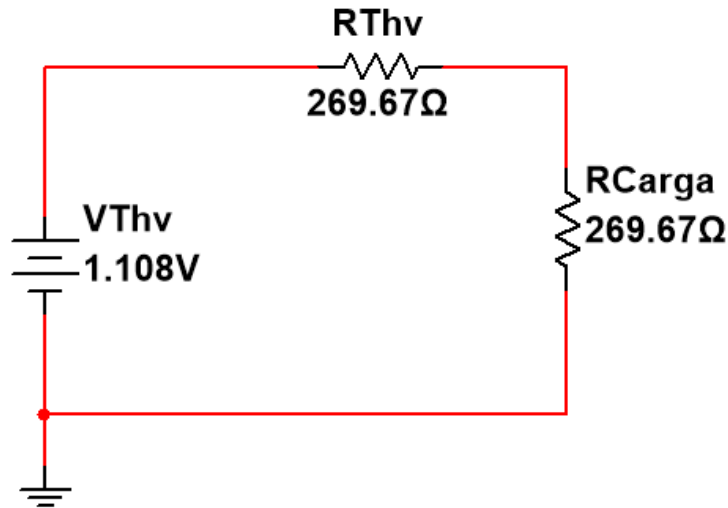 RThv
269.67Ω
RCarga
269.67Ω
VThv
1.108V